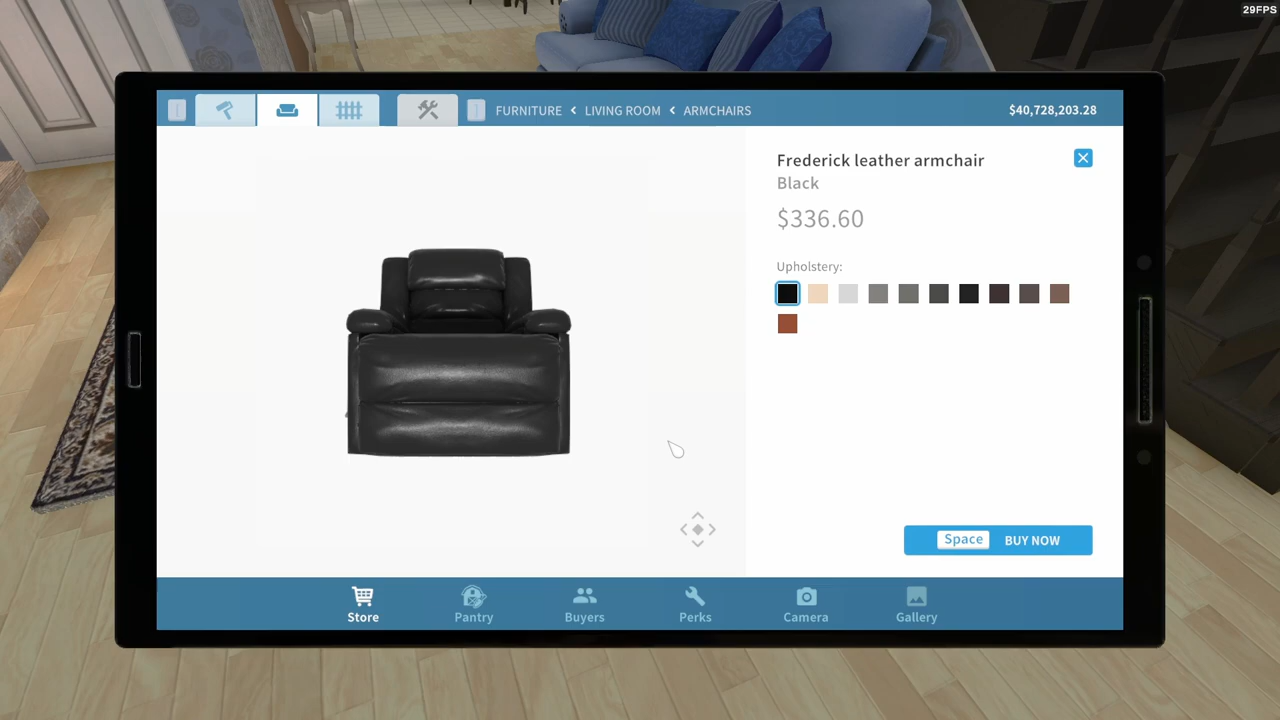 29FPS
FURNITURE < LIVING ROOM < ARMCHAIRS
$40,728,203.28
Frederick leather armchair
Black
$336.60
Upholstery:
Space BUY NOW
Store Pantry Buyers Perks Camera Gallery